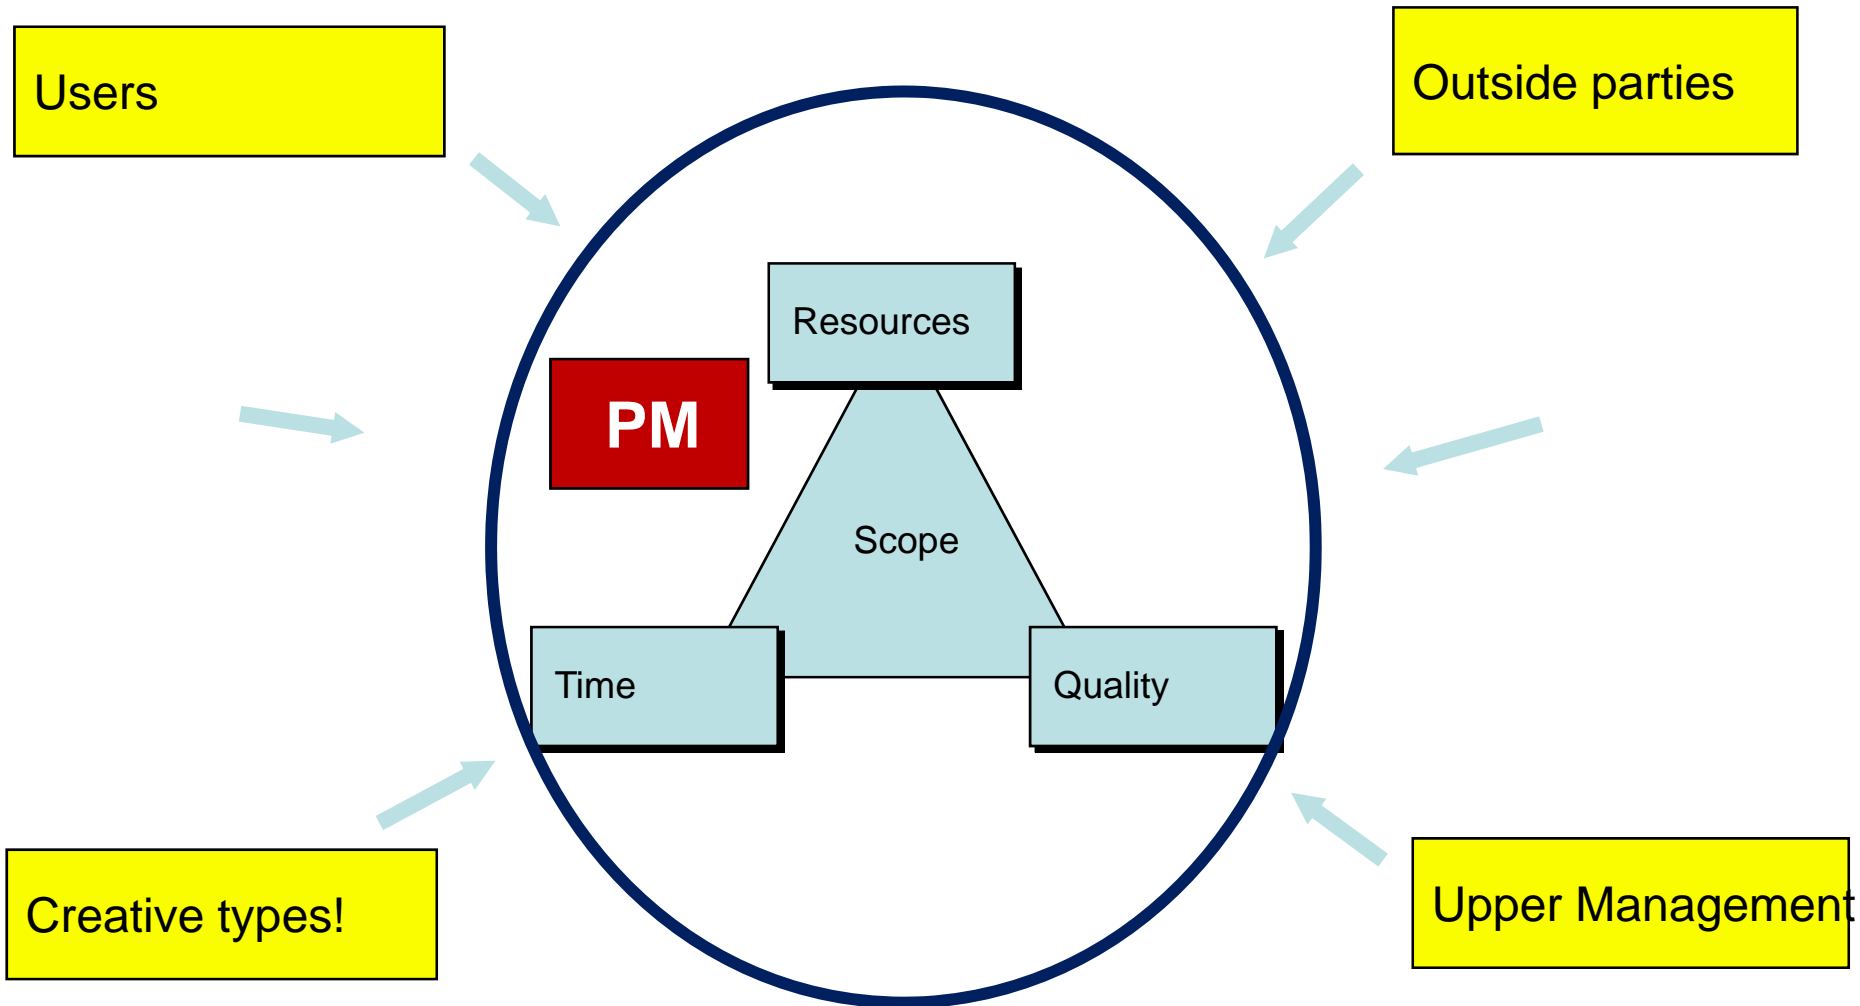 Users
Outside parties
Resources
PM
Scope
Time
Quality
Creative types!
Upper Management